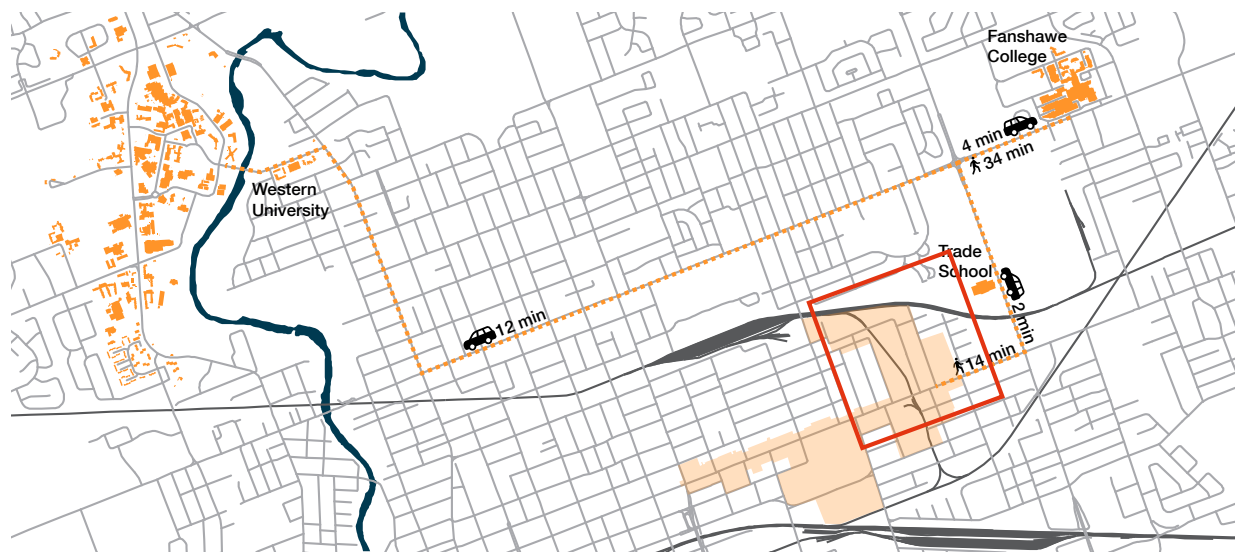 Fanshawe
College
4 min
34 min
Western
University
Trade
School
2 min
12 min
14 min